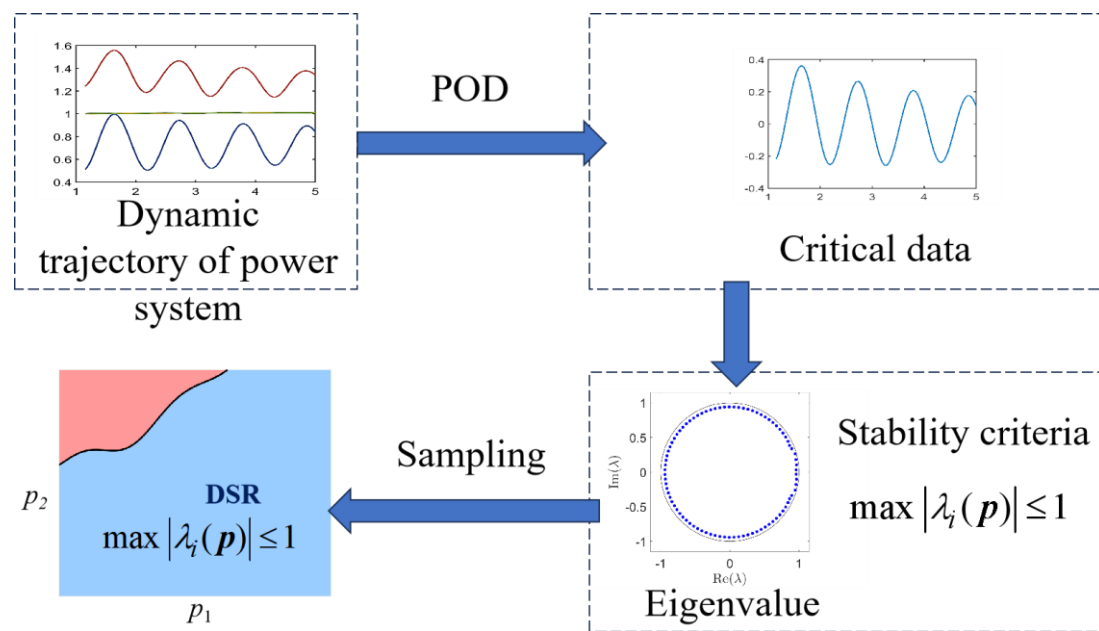 1.6
1.4
1.2
1
0.8
0.6
0.4
1 2 3 4 5
Dynamic
trajectory of power
system
POD
0.4
0.2
0
-0.2
-0.4
1 2 3 4 5
Critical data
1
0.5
0
-0.5
-1
Im(λ)
-1 0 1
Re(λ)
Eigenvalue
Stability criteria
max |λᵢ(p)| ≤ 1
Sampling
p₂
DSR
max |λᵢ(p)| ≤ 1
p₁